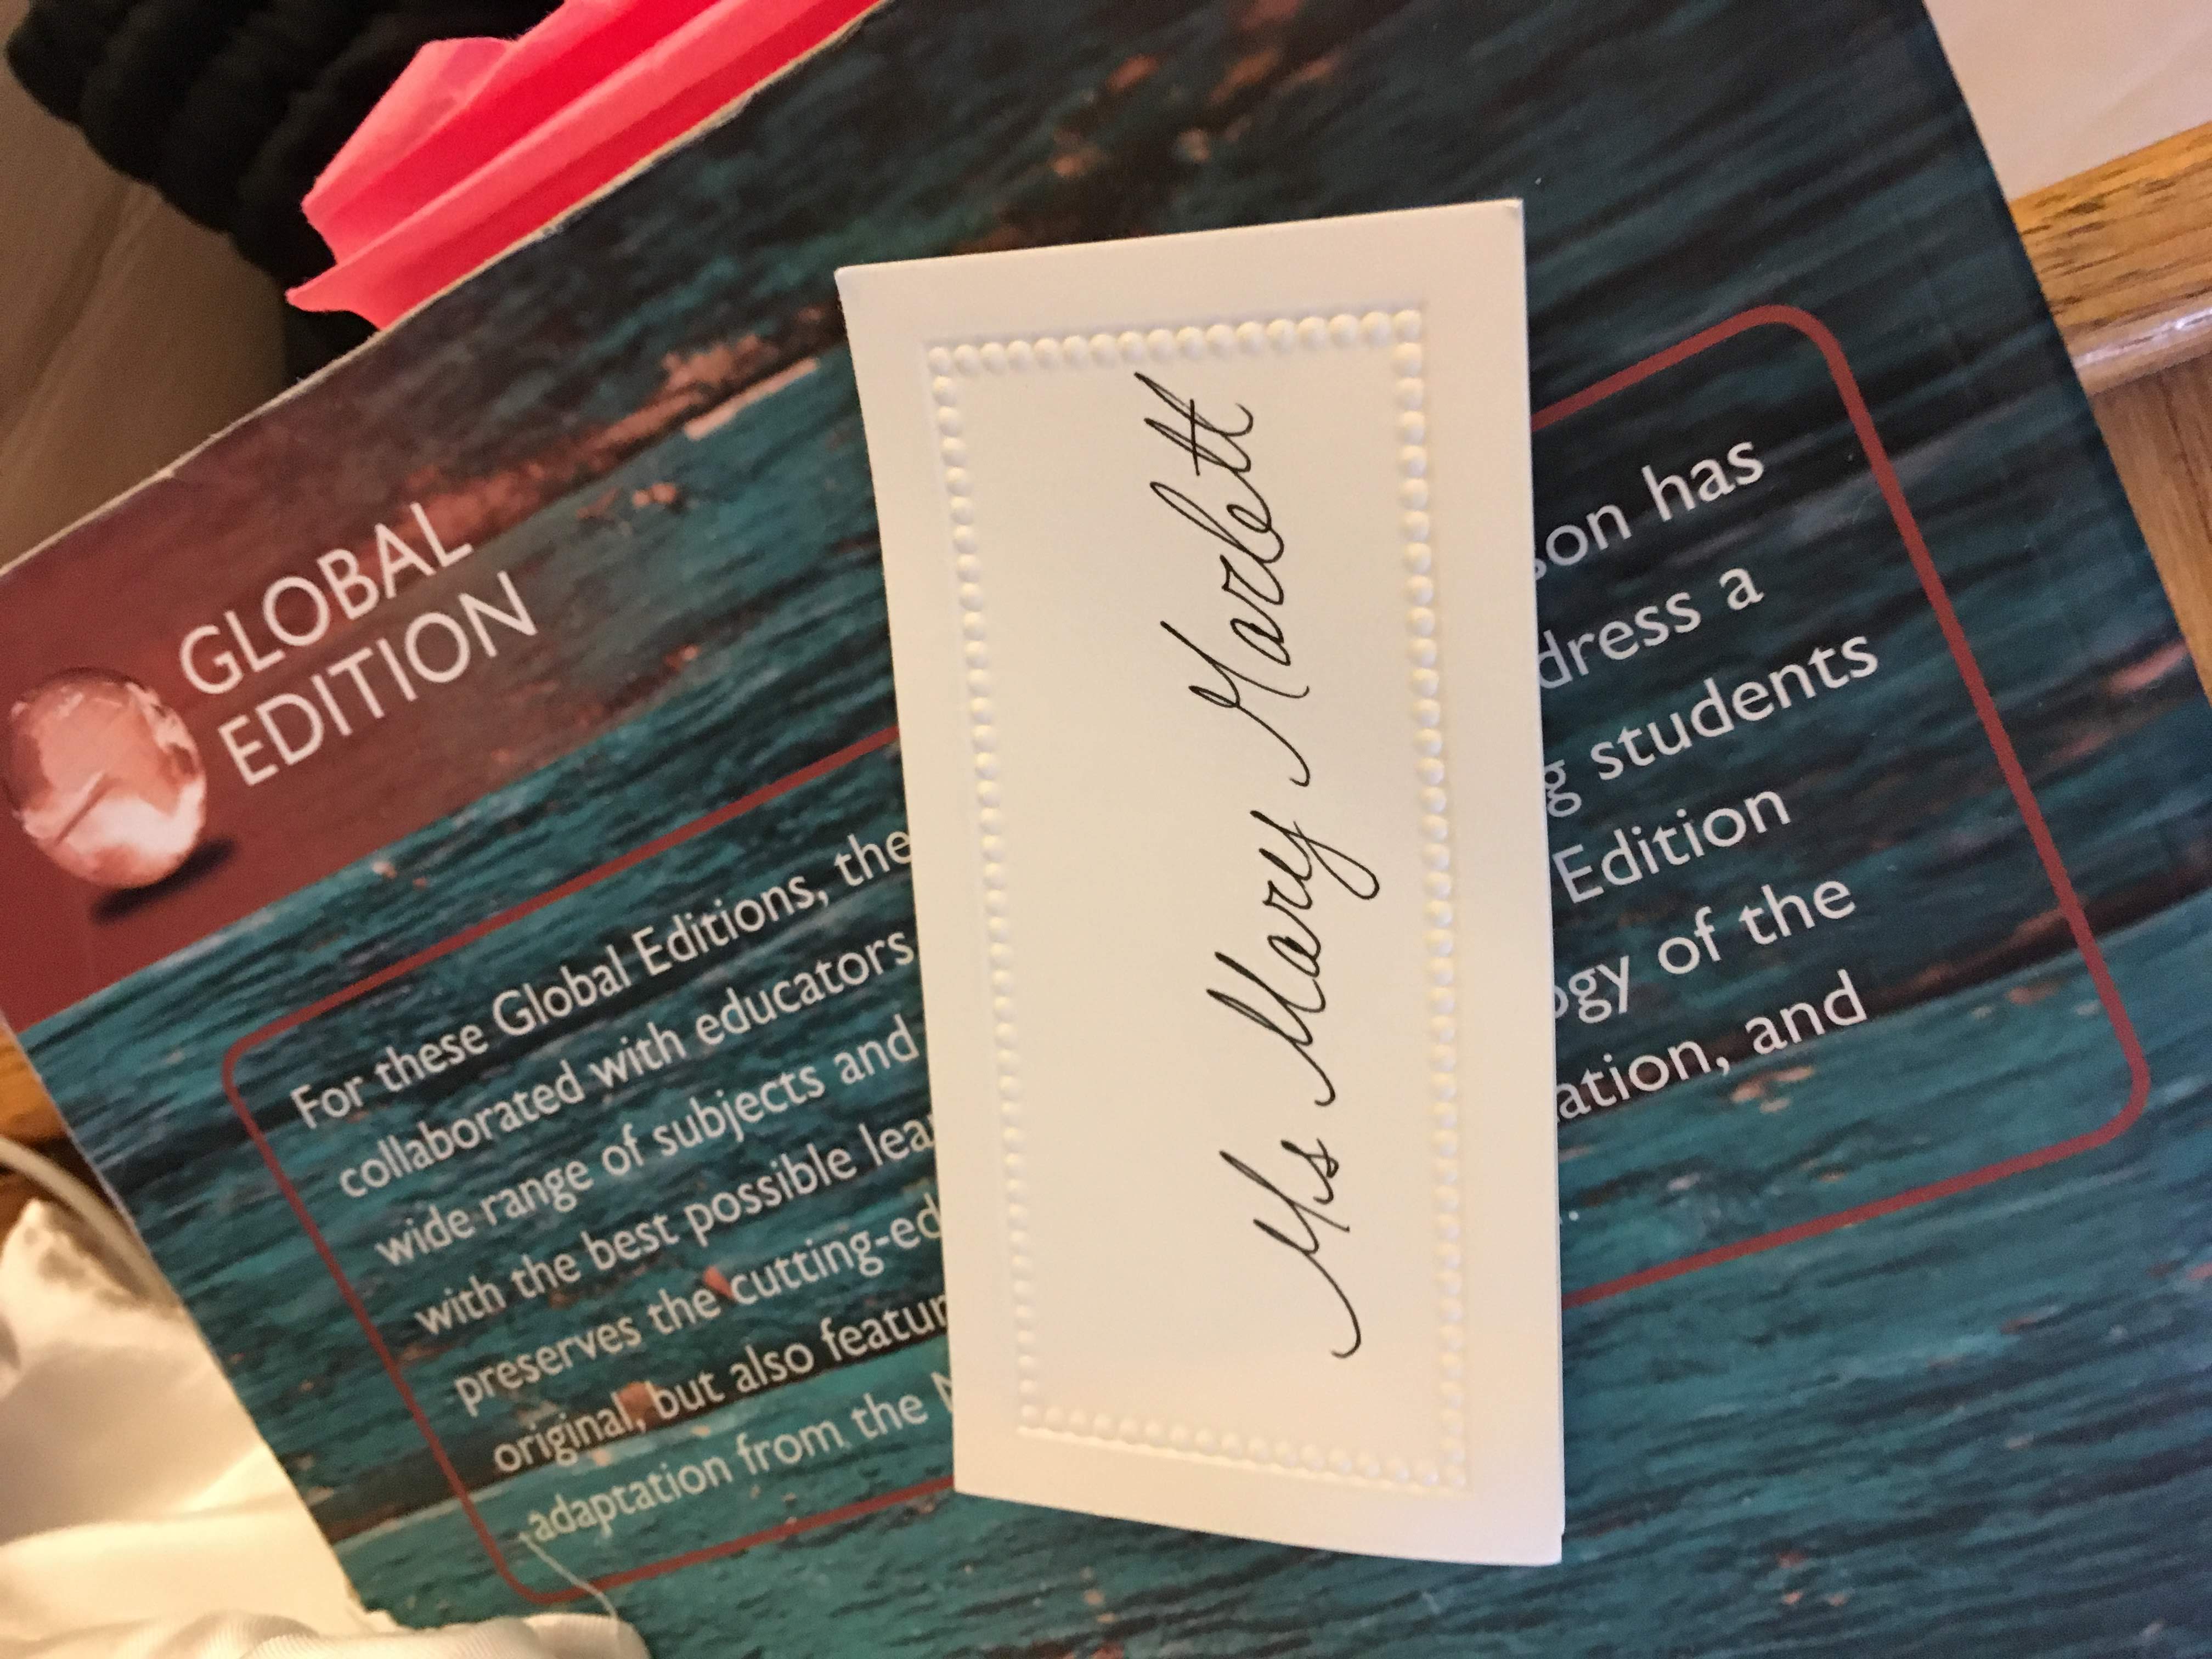 GLOBAL
EDITION
For these Global Editions, the son has
collaborated with educators dress a
wide range of subjects and g students
with the best possible lea Edition
preserves the cutting-ed ogy of the
original, but also featur ation, and
adaptation from the
Ms Mary Marlett